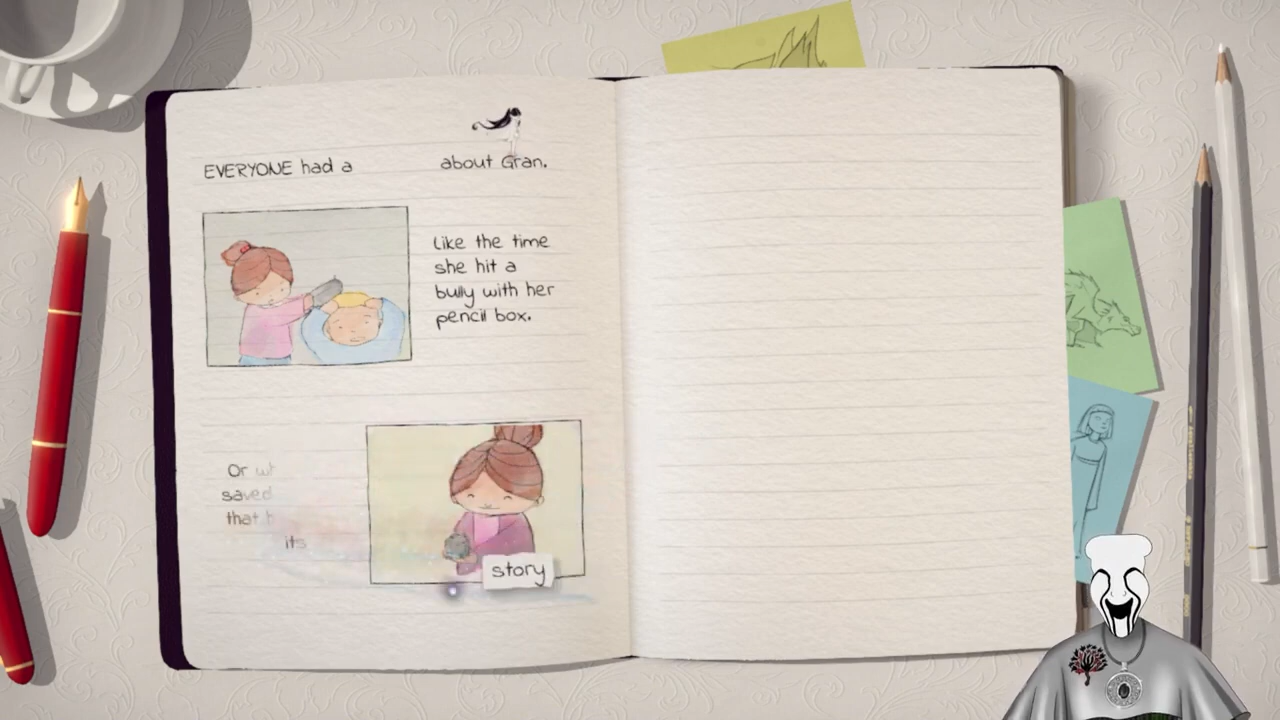 EVERYONE had a about Gran.
Like the time
she hit a
bully with her
pencil box.
Or
saved
that
its
story